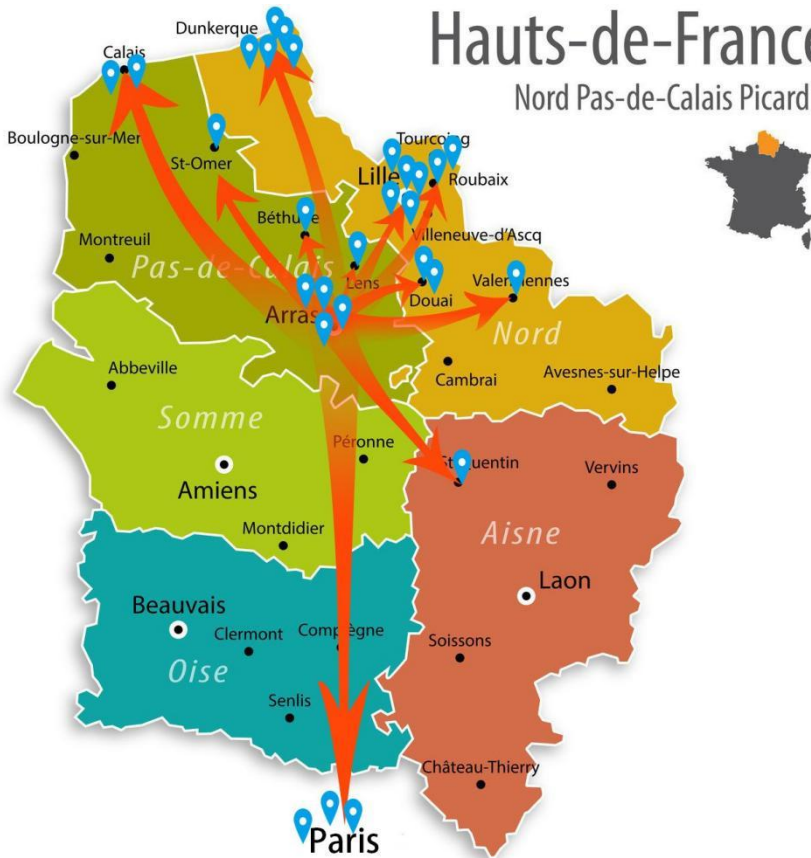 Hauts-de-France
Nord Pas-de-Calais Picard
Dunkerque
Calais
Boulogne-sur-Mer
St-Omer
Tourcoing
Lille
Roubaix
Béthune
Villeneuve-d'Ascq
Montreuil
Pas-de-Calais
Lens
Douai
Valenciennes
Arras
Nord
Cambrai
Avesnes-sur-Helpe
Abbeville
Somme
Péronne
St-Quentin
Vervins
Amiens
Aisne
Montdidier
Laon
Beauvais
Clermont
Compiègne
Soissons
Oise
Senlis
Château-Thierry
Paris